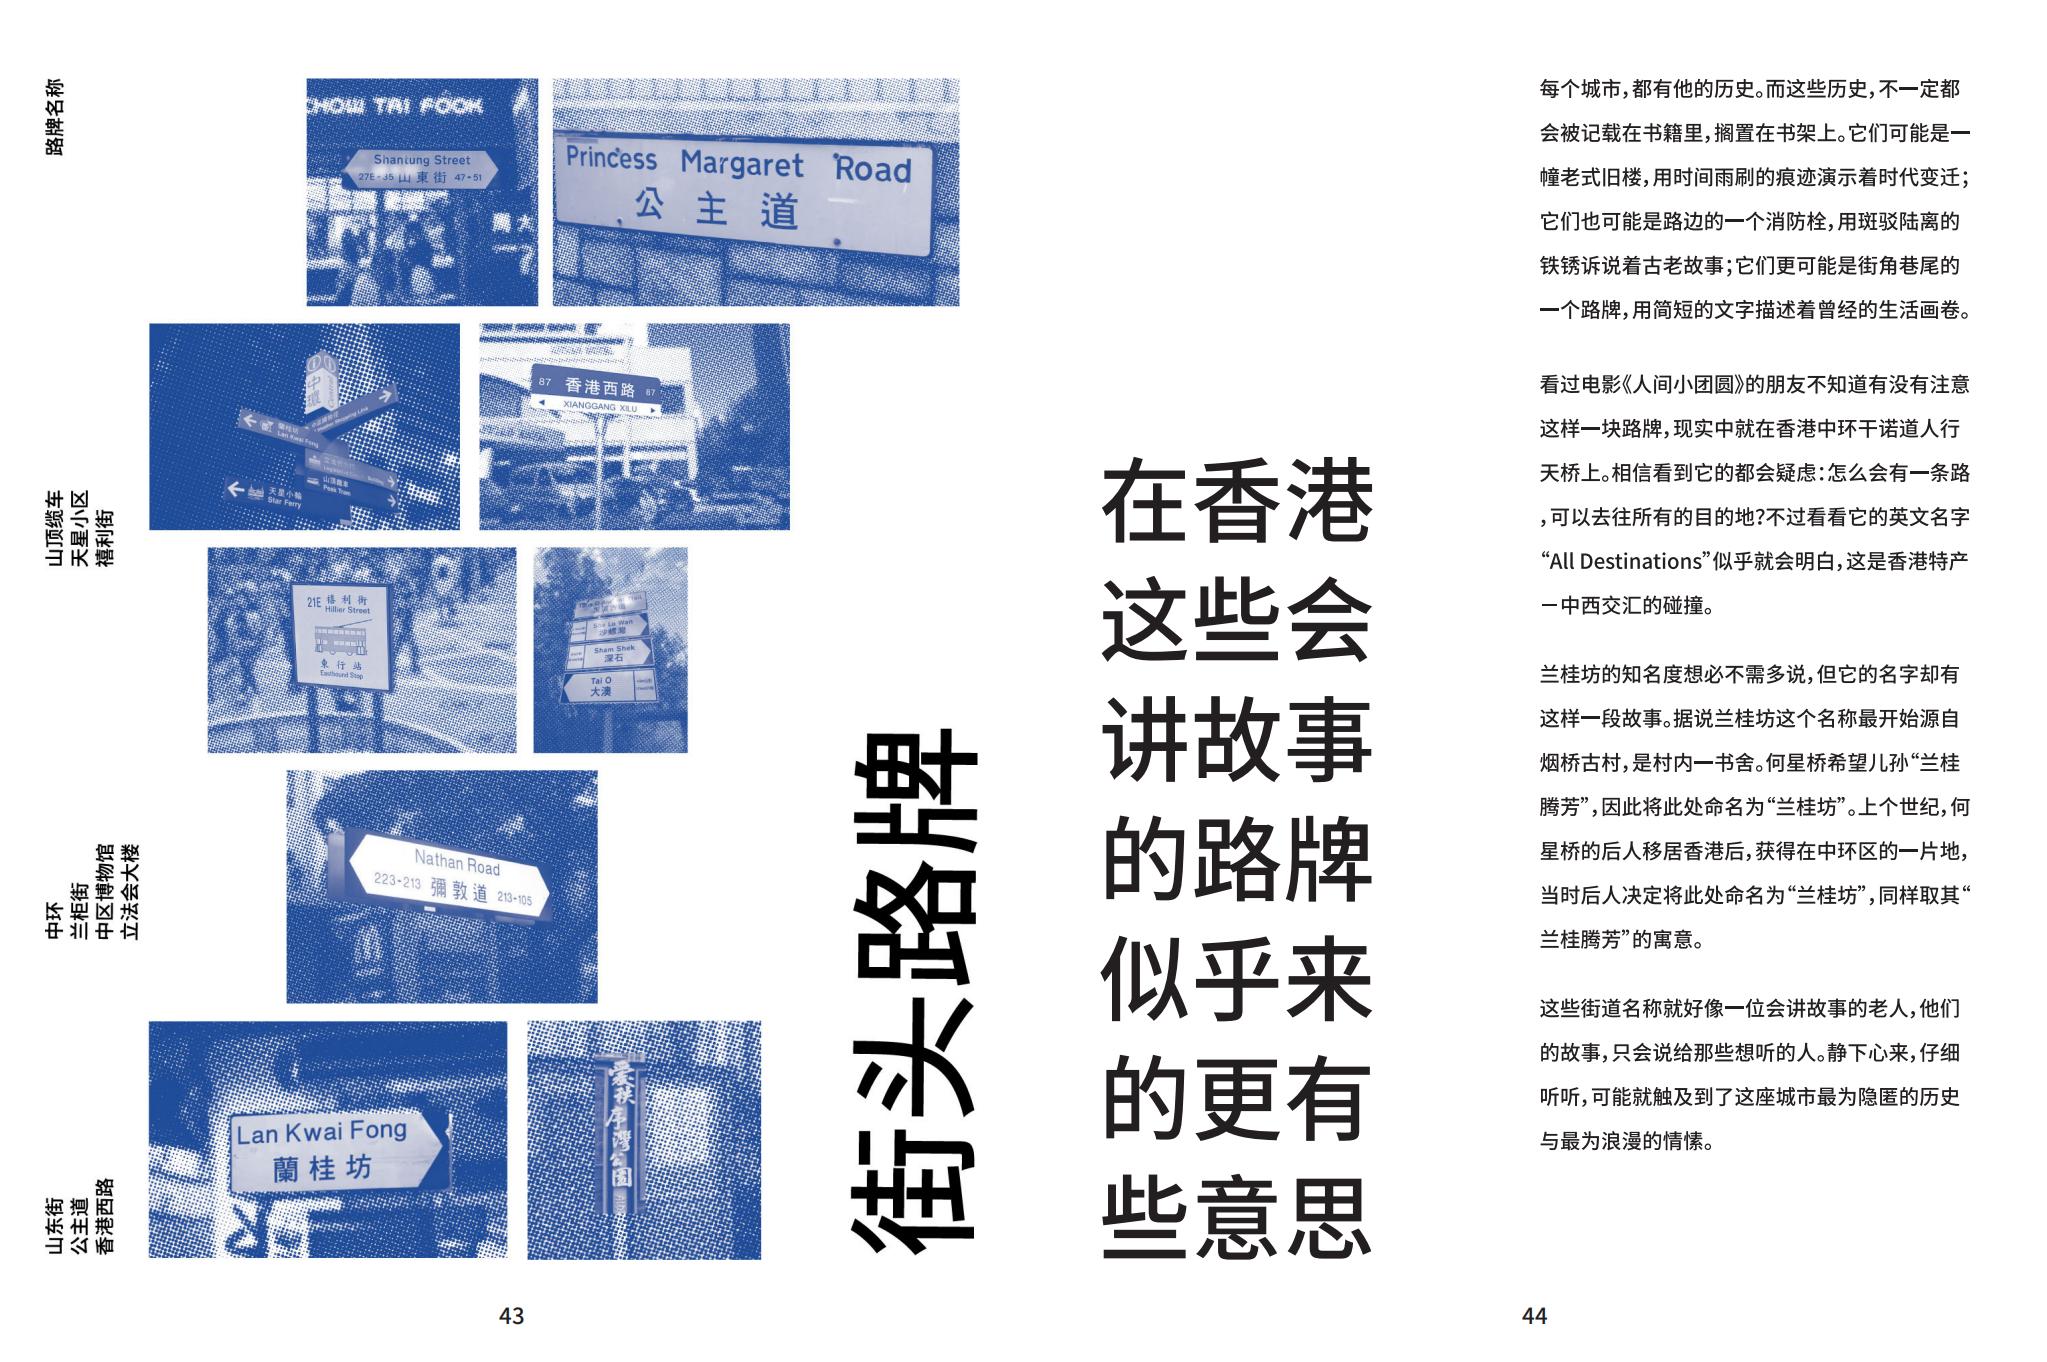 路牌名称
山顶缆车
天星小区
禧利街
中环
兰柜街
中区博物馆
立法会大楼
山东街
公主道
香港西路
CHOW TAI FOOK
Shantung Street
27E-35 山東街 47-51
Princess Margaret Road
公主道
中環
Central
蘭桂坊
Lan Kwai Fong
山頂纜車
Peak Tram
天星小輪
Star Ferry
87 香港西路 87
XIANGGANG XILU
21E 禧利街
Hillier Street
東行站
Eastbound Stop
Sha Lo Wan
沙螺灣
Sham Shek
深石
Tai O
大澳
Nathan Road
223-213 彌敦道 213-105
Lan Kwai Fong
蘭桂坊
愛秩序灣公園
街头路牌
43
在香港
这些会
讲故事
的路牌
似乎来
的更有
些意思
每个城市，都有他的历史。而这些历史，不一定都
会被记载在书籍里，搁置在书架上。它们可能是一
幢老式旧楼，用时间雨刷的痕迹演示着时代变迁；
它们也可能是路边的一个消防栓，用斑驳陆离的
铁锈诉说着古老故事；它们更可能是街角巷尾的
一个路牌，用简短的文字描述着曾经的生活画卷。
看过电影《人间小团圆》的朋友不知道有没有注意
这样一块路牌，现实中就在香港中环干诺道人行
天桥上。相信看到它的都会疑虑：怎么会有一条路
，可以去往所有的目的地？不过看看它的英文名字
“All Destinations”似乎就会明白，这是香港特产
－中西交汇的碰撞。
兰桂坊的知名度想必不需多说，但它的名字却有
这样一段故事。据说兰桂坊这个名称最开始源自
烟桥古村，是村内一书舍。何星桥希望儿孙“兰桂
腾芳”，因此将此处命名为“兰桂坊”。上个世纪，何
星桥的后人移居香港后，获得在中环区的一片地，
当时后人决定将此处命名为“兰桂坊”，同样取其“
兰桂腾芳”的寓意。
这些街道名称就好像一位会讲故事的老人，他们
的故事，只会说给那些想听的人。静下心来，仔细
听听，可能就触及到了这座城市最为隐匿的历史
与最为浪漫的情愫。
44